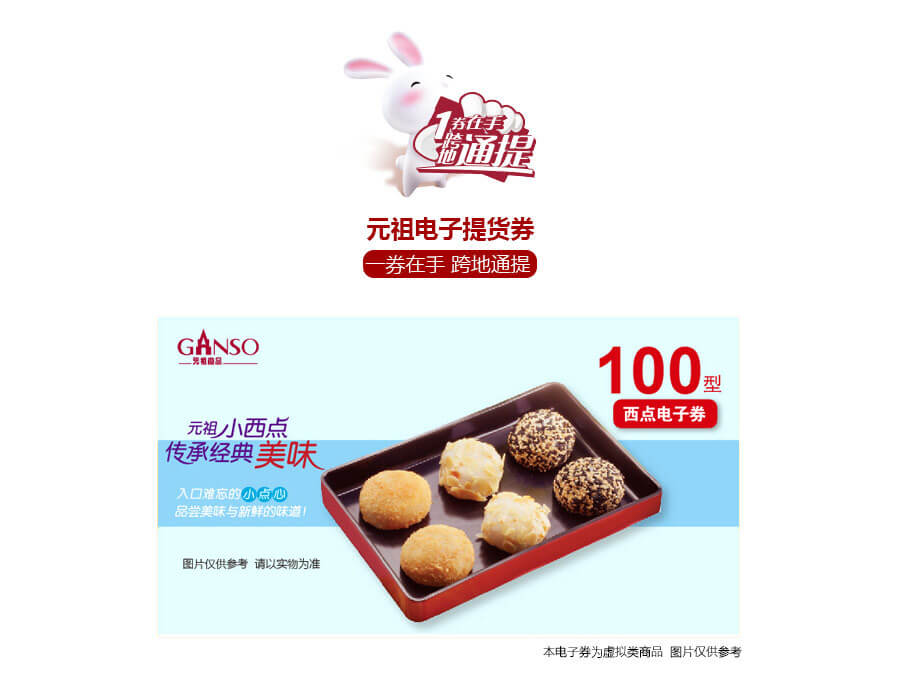 1券在手
跨地通提
元祖电子提货券
一券在手 跨地通提
GANSO
元祖食品
100型
西点电子券
元祖小西点
传承经典美味
入口难忘的小点心
品尝美味与新鲜的味道！
图片仅供参考 请以实物为准
本电子券为虚拟类商品 图片仅供参考